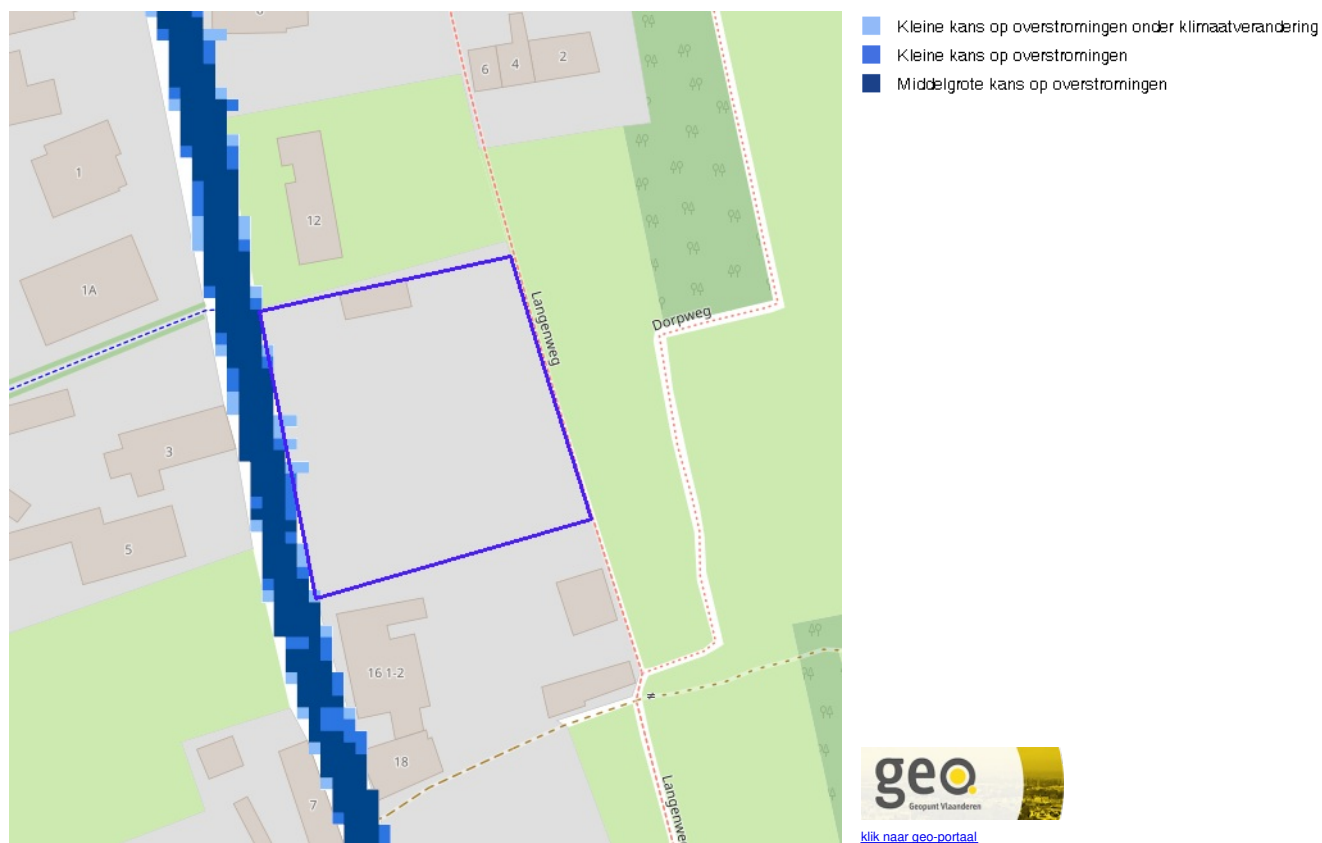 Kleine kans op overstromingen onder klimaatverandering
Kleine kans op overstromingen
Middelgrote kans op overstromingen
6
4
2
1
12
1A
Langenweg
Dorpweg
3
5
16 1-2
18
7
Langenwe
geo
Geopunt Vlaanderen
klik naar geo-portaal